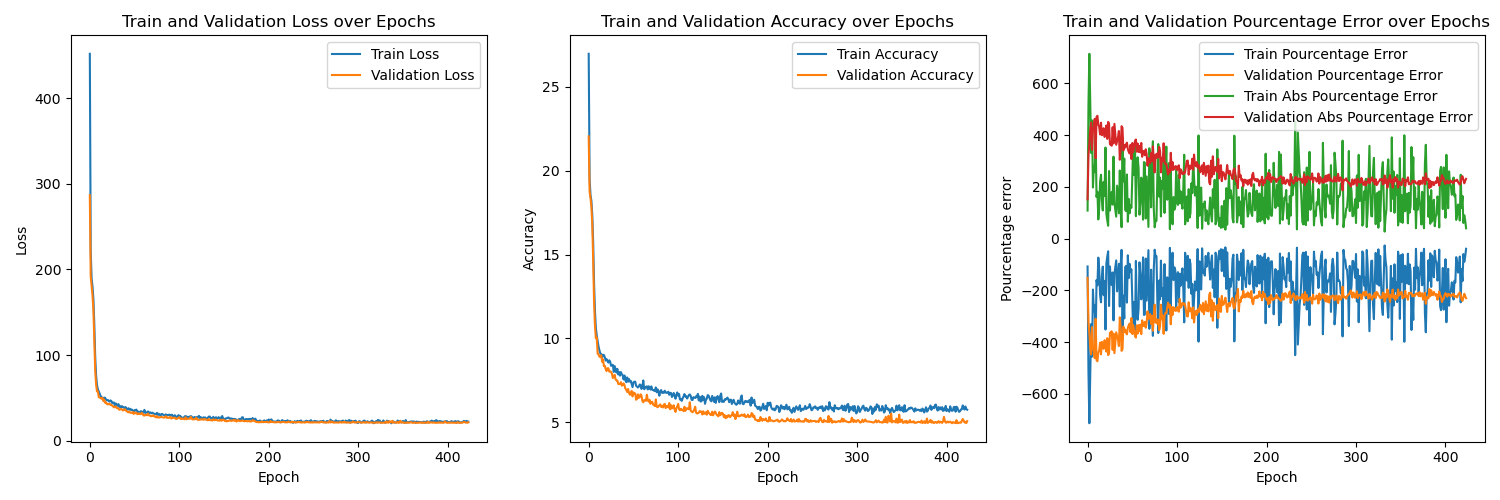 Train and Validation Loss over Epochs
Train Loss
Validation Loss
Loss
400
300
200
100
0
0 100 200 300 400
Epoch
Train and Validation Accuracy over Epochs
Train Accuracy
Validation Accuracy
Accuracy
25
20
15
10
5
0 100 200 300 400
Epoch
Train and Validation Pourcentage Error over Epochs
Train Pourcentage Error
Validation Pourcentage Error
Train Abs Pourcentage Error
Validation Abs Pourcentage Error
Pourcentage error
600
400
200
0
−200
−400
−600
0 100 200 300 400
Epoch